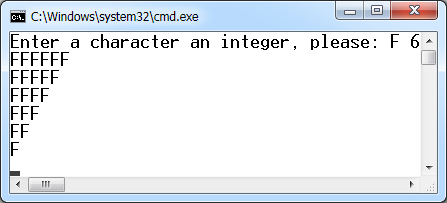 C:\Windows\system32\cmd.exe
Enter a character an integer, please: F 6
FFFFFF
FFFFF
FFFF
FFF
FF
F